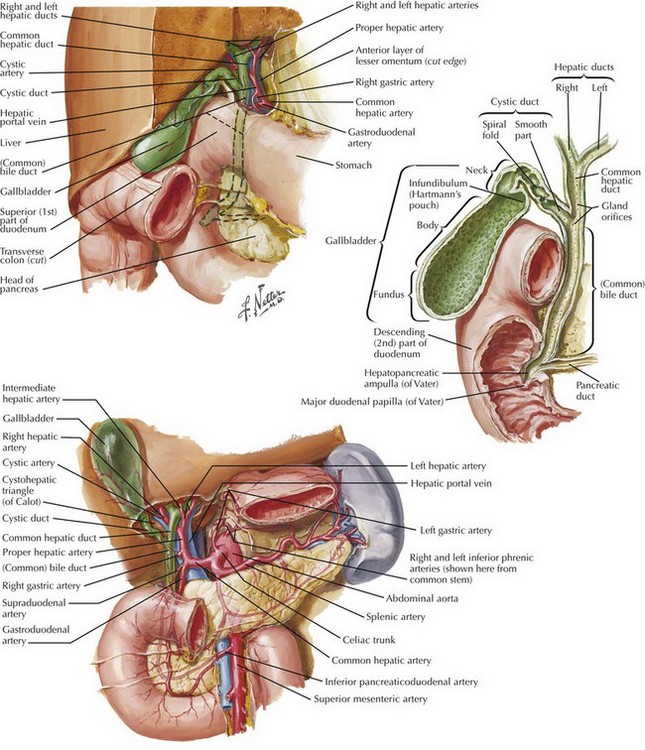 Right and left
hepatic ducts
Common
hepatic duct
Cystic
artery
Cystic duct
Hepatic
portal vein
Liver
(Common)
bile duct
Gallbladder
Superior (1st)
part of
duodenum
Transverse
colon (cut)
Head of
pancreas
Right and left hepatic arteries
Proper hepatic artery
Anterior layer of
lesser omentum (cut edge)
Right gastric artery
Common
hepatic artery
Gastroduodenal
artery
Stomach
F. Netter
M.D.
Hepatic ducts
Right Left
Cystic duct
Spiral
fold
Smooth
part
Neck
Infundibulum
(Hartmann's
pouch)
Body
Gallbladder
Fundus
Descending
(2nd) part of
duodenum
Hepatopancreatic
ampulla (of Vater)
Major duodenal papilla (of Vater)
Common
hepatic
duct
Gland
orifices
(Common)
bile duct
Pancreatic
duct
Intermediate
hepatic artery
Gallbladder
Right hepatic
artery
Cystic artery
Cystohepatic
triangle
(of Calot)
Cystic duct
Common hepatic duct
Proper hepatic artery
(Common) bile duct
Right gastric artery
Supraduodenal
artery
Gastroduodenal
artery
Left hepatic artery
Hepatic portal vein
Left gastric artery
Right and left inferior phrenic
arteries (shown here from
common stem)
Abdominal aorta
Splenic artery
Celiac trunk
Common hepatic artery
Inferior pancreaticoduodenal artery
Superior mesenteric artery